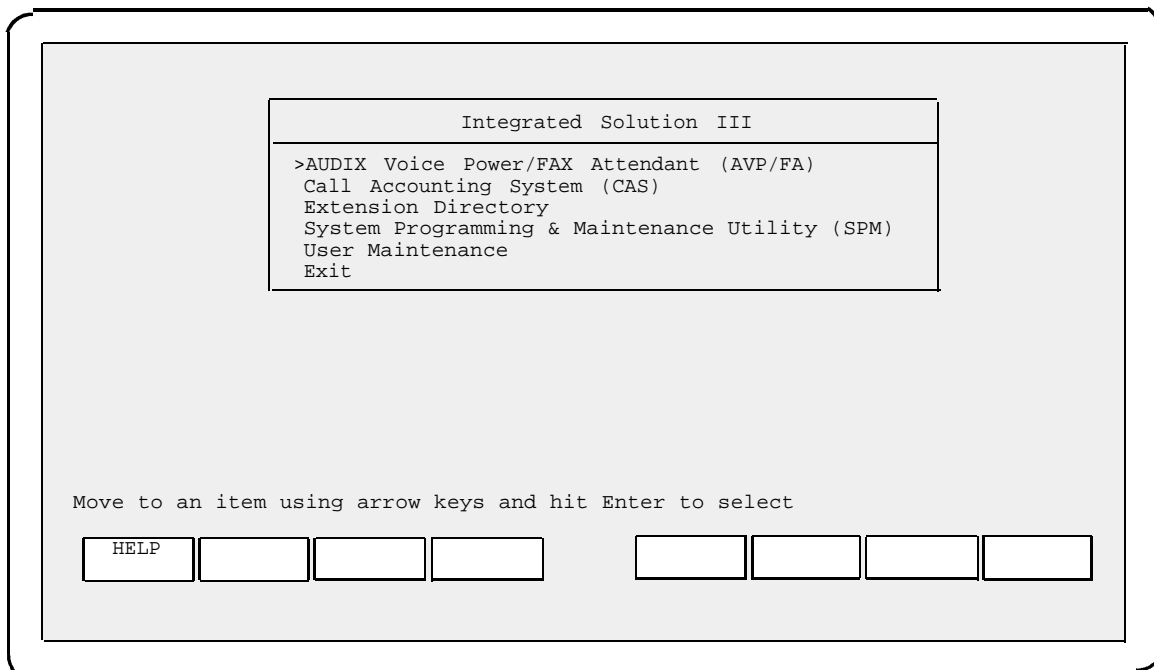 Integrated Solution III
>AUDIX Voice Power/FAX Attendant (AVP/FA)
Call Accounting System (CAS)
Extension Directory
System Programming & Maintenance Utility (SPM)
User Maintenance
Exit
Move to an item using arrow keys and hit Enter to select
HELP